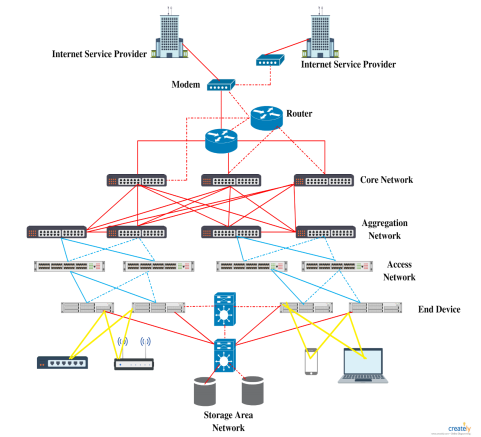 Internet Service Provider
Internet Service Provider
Modem
Router
Core Network
Aggregation
Network
Access
Network
End Device
Storage Area
Network
creately